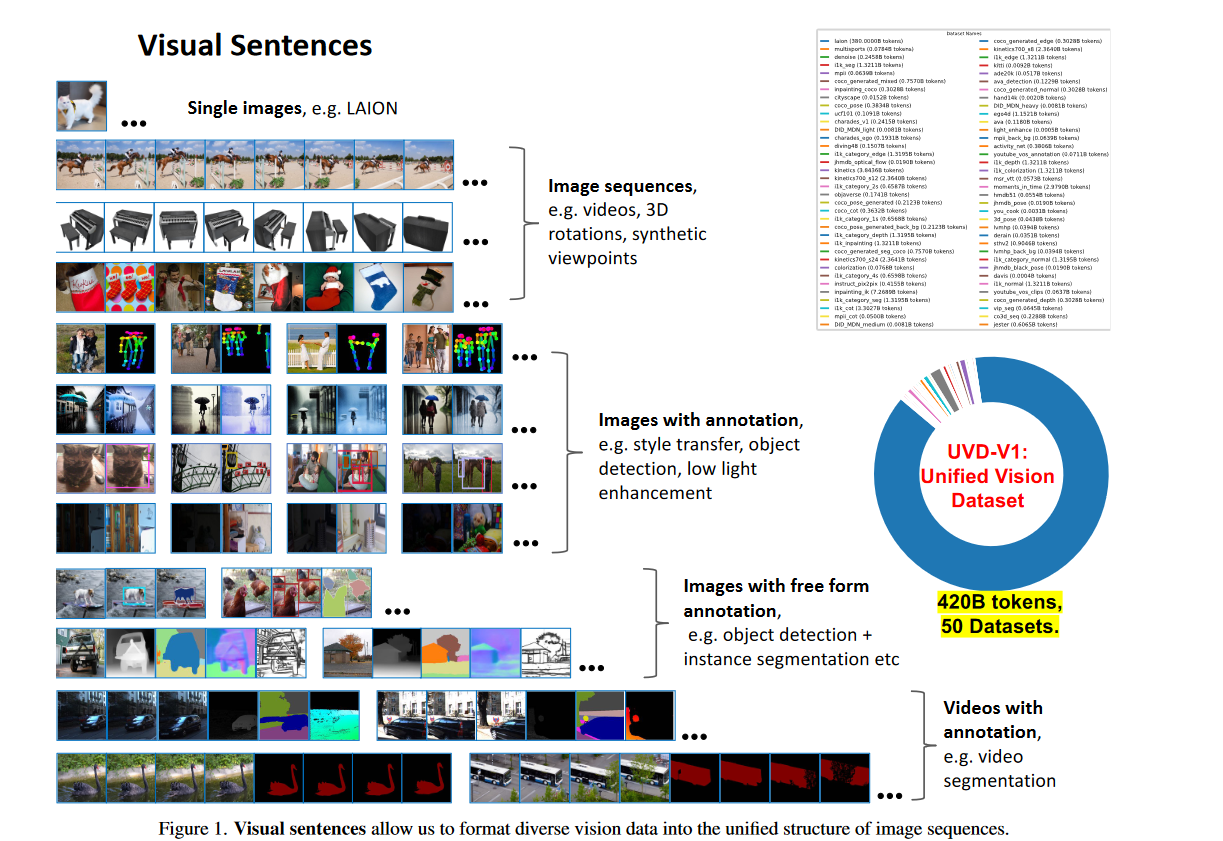 Visual Sentences
Single images, e.g. LAION
Image sequences,
e.g. videos, 3D
rotations, synthetic
viewpoints
Images with annotation,
e.g. style transfer, object
detection, low light
enhancement
Images with free form
annotation,
e.g. object detection +
instance segmentation etc
Videos with
annotation,
e.g. video
segmentation
Dataset Names
laion (380.0000B tokens)
multisports (0.0784B tokens)
denoise (0.2458B tokens)
i1k_seg (1.3211B tokens)
mpii (0.0639B tokens)
coco_generated_mixed (0.7570B tokens)
inpainting_coco (0.3028B tokens)
cityscape (0.0152B tokens)
coco_pose (0.3834B tokens)
ucf101 (0.1091B tokens)
charades_v1 (0.2415B tokens)
DID_MDN_light (0.0081B tokens)
charades_ego (0.1931B tokens)
diving48 (0.1507B tokens)
i1k_category_edge (1.3195B tokens)
jhmdb_optical_flow (0.0190B tokens)
kinetics (3.8436B tokens)
kinetics700_s12 (2.3640B tokens)
i1k_category_2s (0.6587B tokens)
objaverse (0.1741B tokens)
coco_pose_generated (0.2123B tokens)
coco_cot (0.3632B tokens)
i1k_category_1s (0.6568B tokens)
coco_pose_generated_back_bg (0.2123B tokens)
i1k_category_depth (1.3195B tokens)
i1k_inpainting (1.3211B tokens)
coco_generated_seg_coco (0.7570B tokens)
kinetics700_s24 (2.3641B tokens)
colorization (0.0768B tokens)
i1k_category_4s (0.6598B tokens)
instruct_pix2pix (0.4155B tokens)
inpainting_ik (7.2689B tokens)
i1k_category_seg (1.3195B tokens)
i1k_cot (3.3027B tokens)
mpii_cot (0.0500B tokens)
DID_MDN_medium (0.0081B tokens)
coco_generated_edge (0.3028B tokens)
kinetics700_s8 (2.3640B tokens)
i1k_edge (1.3211B tokens)
kitti (0.0092B tokens)
ade20k (0.0517B tokens)
ava_detection (0.1229B tokens)
coco_generated_normal (0.3028B tokens)
hand14k (0.0020B tokens)
DID_MDN_heavy (0.0081B tokens)
ego4d (1.1521B tokens)
ava (0.1180B tokens)
light_enhance (0.0005B tokens)
mpii_back_bg (0.0639B tokens)
activity_net (0.3806B tokens)
youtube_vos_annotation (0.0711B tokens)
i1k_depth (1.3211B tokens)
i1k_colorization (1.3211B tokens)
msr_vtt (0.0573B tokens)
moments_in_time (2.9790B tokens)
hmdb51 (0.0554B tokens)
jhmdb_pose (0.0190B tokens)
you_cook (0.0031B tokens)
3d_pose (0.0410B tokens)
lvmhp (0.0394B tokens)
derain (0.0351B tokens)
sthv2 (0.9046B tokens)
lvmhp_back_bg (0.0394B tokens)
i1k_category_normal (1.3195B tokens)
jhmdb_black_pose (0.0190B tokens)
davis (0.0004B tokens)
i1k_normal (1.3211B tokens)
youtube_vos_clips (0.0637B tokens)
coco_generated_depth (0.3028B tokens)
vip_seg (0.0645B tokens)
co3d_seq (0.2288B tokens)
jester (0.6065B tokens)
UVD-V1:
Unified Vision
Dataset
420B tokens,
50 Datasets.
Figure 1. Visual sentences allow us to format diverse vision data into the unified structure of image sequences.